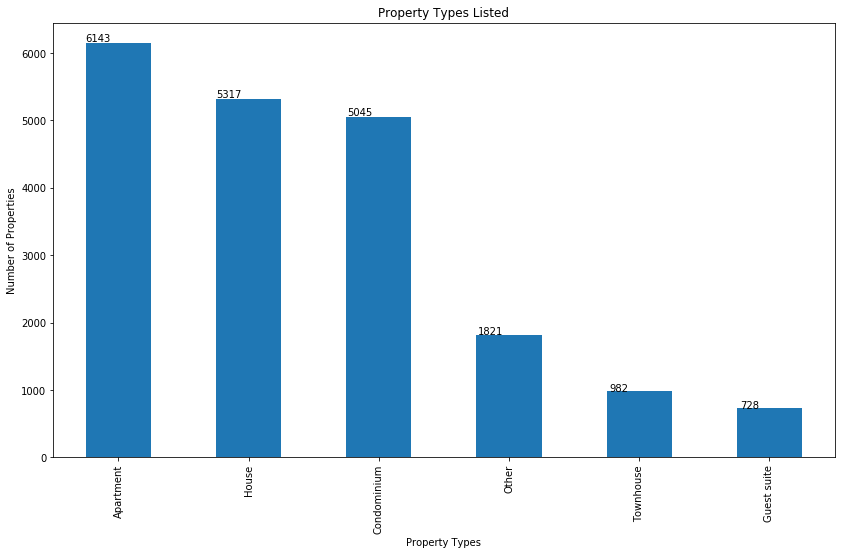 Property Types Listed
6143
5317
5045
1821
982
728
6000
5000
4000
3000
2000
1000
0
Number of Properties
Apartment
House
Condominium
Other
Townhouse
Guest suite
Property Types